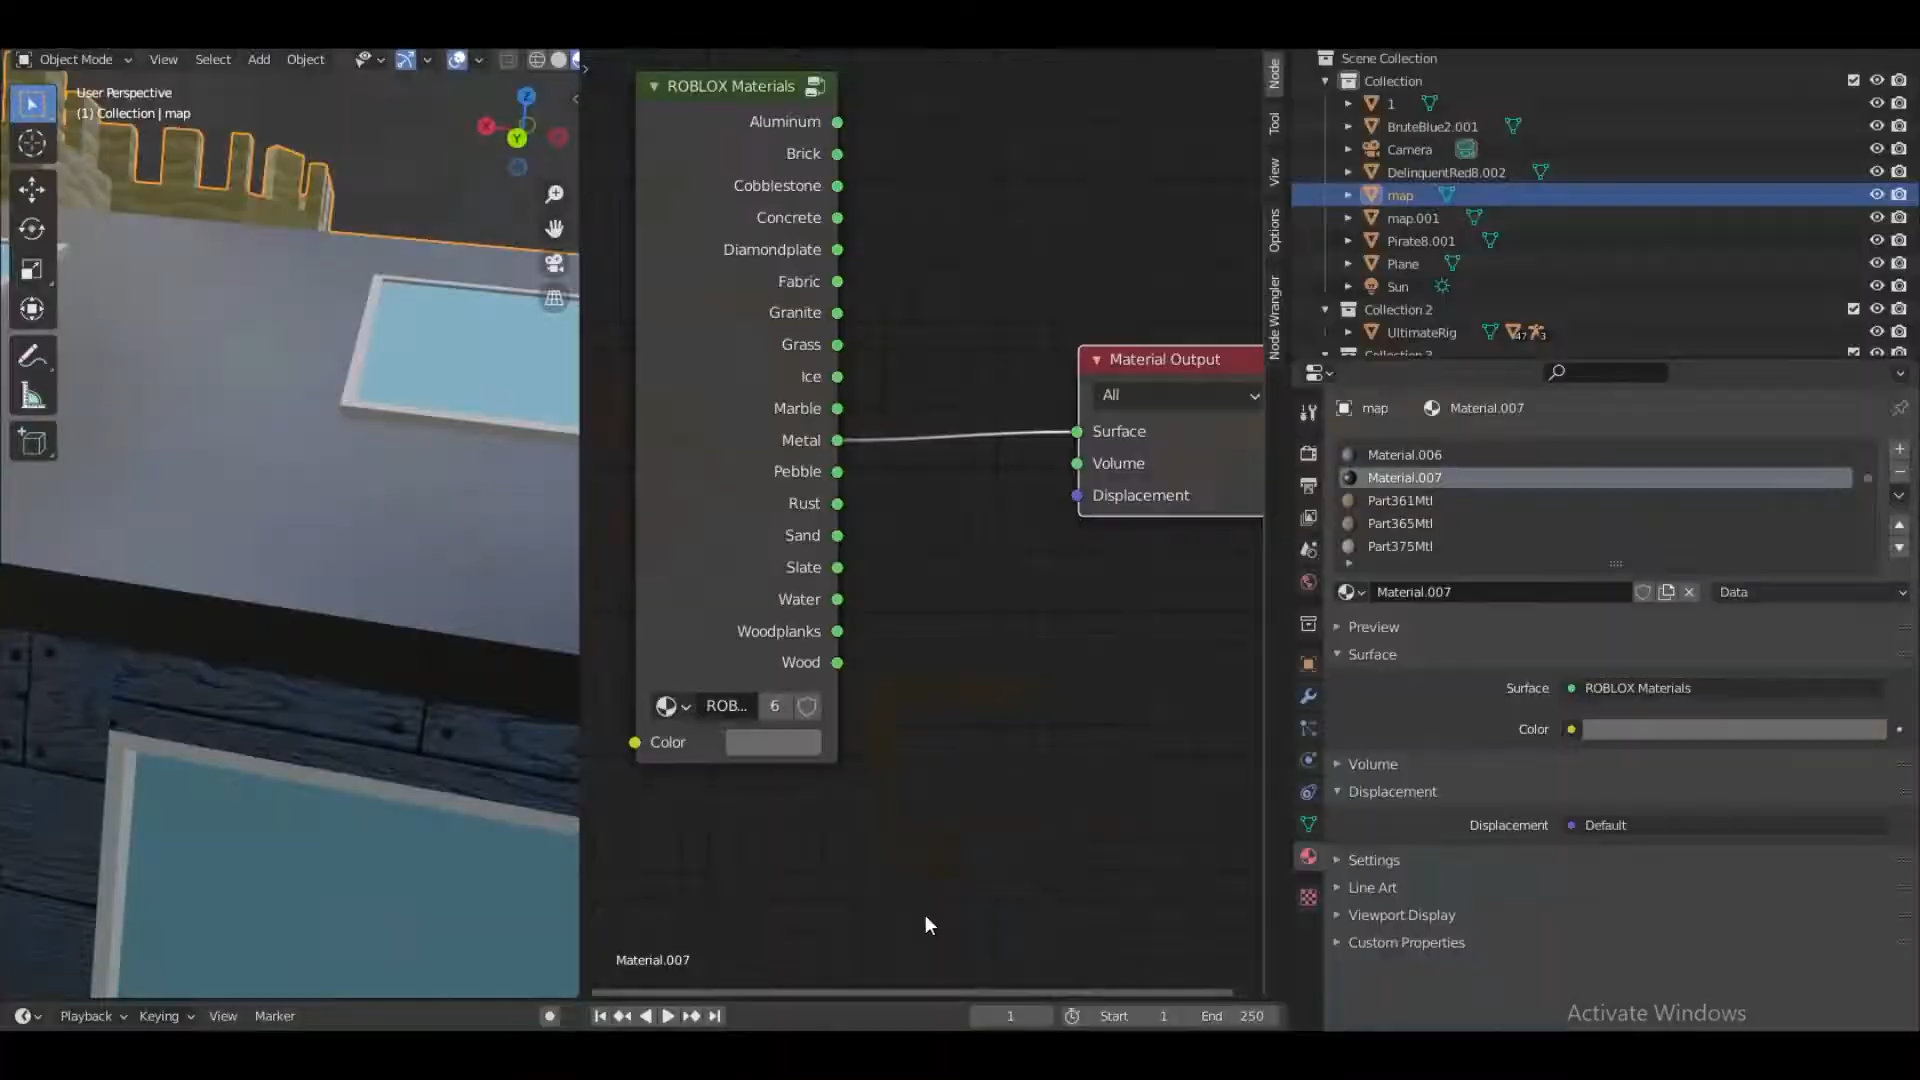 Object Mode
View
Select
Add
Object
User Perspective
(1) Collection | map
Z
X
Y
ROBLOX Materials
Aluminum
Brick
Cobblestone
Concrete
Diamondplate
Fabric
Granite
Grass
Ice
Marble
Metal
Pebble
Rust
Sand
Slate
Water
Woodplanks
Wood
ROB...
6
Color
Material Output
All
Surface
Volume
Displacement
Material.007
Node
Tool
View
Options
Node Wrangler
Scene Collection
Collection
1
BruteBlue2.001
Camera
DelinquentRed8.002
map
map.001
Pirate8.001
Plane
Sun
Collection 2
UltimateRig
47
3
Collection 3
map
Material.007
Material.006
Material.007
Part361Mtl
Part365Mtl
Part375Mtl
Material.007
Data
Preview
Surface
Surface
ROBLOX Materials
Color
Volume
Displacement
Displacement
Default
Settings
Line Art
Viewport Display
Custom Properties
Activate Windows
Playback
Keying
View
Marker
1
Start
1
End
250